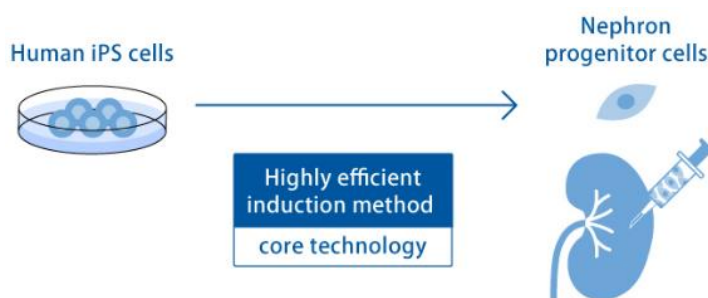 Human iPS cells
Nephron
progenitor cells
Highly efficient
induction method
core technology